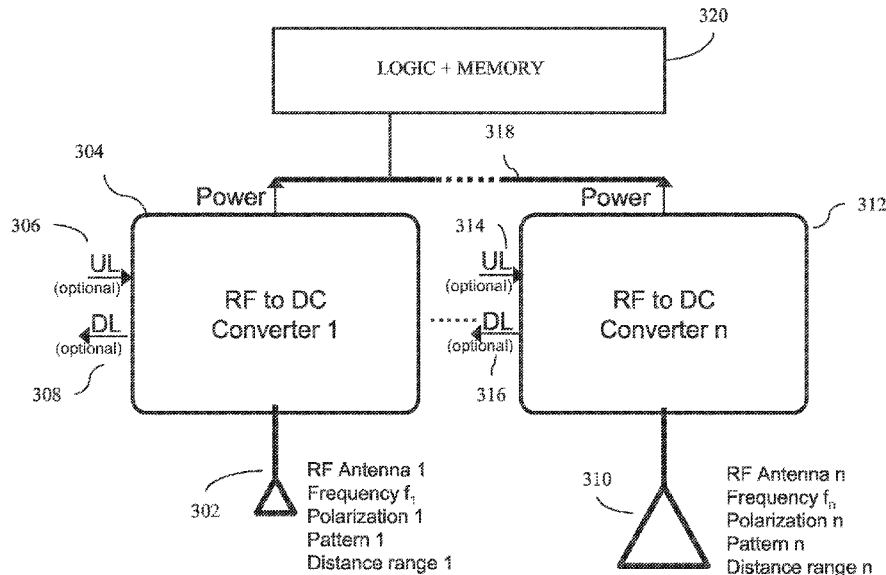 320
LOGIC + MEMORY
318
304
Power
Power
312
306
314
UL
(optional)
UL
(optional)
RF to DC
Converter 1
RF to DC
Converter n
DL
(optional)
DL
(optional)
308
316
302
RF Antenna 1
Frequency f1
Polarization 1
Pattern 1
Distance range 1
310
RF Antenna n
Frequency fn
Polarization n
Pattern n
Distance range n